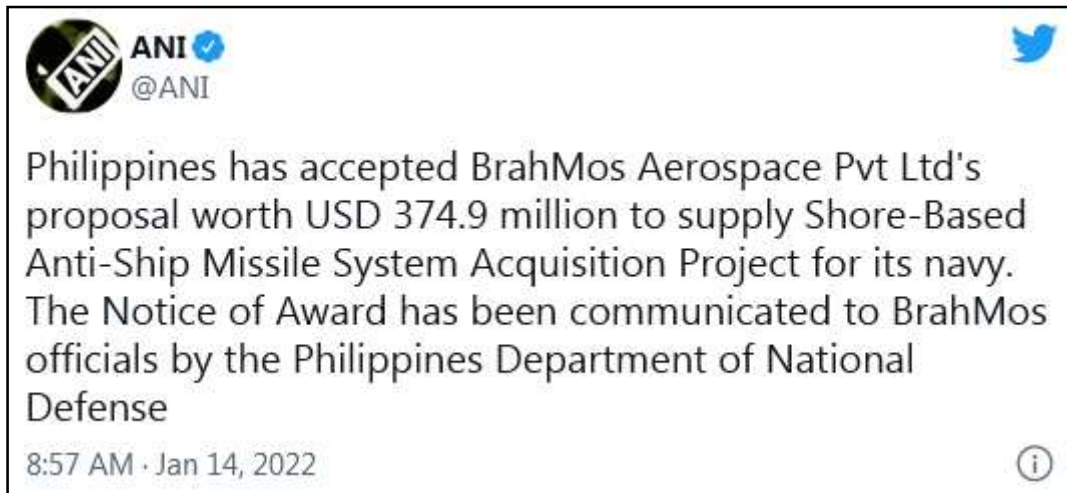 ANI
@ANI
ANI
Philippines has accepted BrahMos Aerospace Pvt Ltd's
proposal worth USD 374.9 million to supply Shore-Based
Anti-Ship Missile System Acquisition Project for its navy.
The Notice of Award has been communicated to BrahMos
officials by the Philippines Department of National
Defense
8:57 AM · Jan 14, 2022